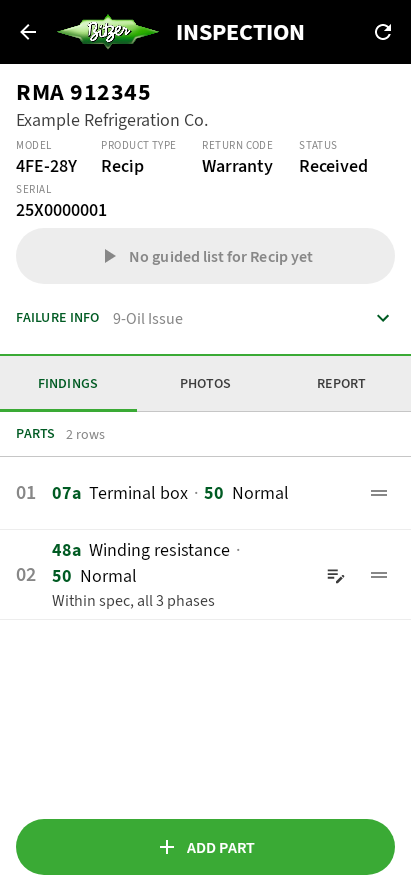 Bitzer INSPECTION
RMA 912345
Example Refrigeration Co.
MODEL PRODUCT TYPE RETURN CODE STATUS
4FE-28Y Recip Warranty Received
SERIAL
25X0000001
No guided list for Recip yet
FAILURE INFO 9-Oil Issue
FINDINGS PHOTOS REPORT
PARTS 2 rows
01 07a Terminal box · 50 Normal
48a Winding resistance ·
02 50 Normal
Within spec, all 3 phases
ADD PART